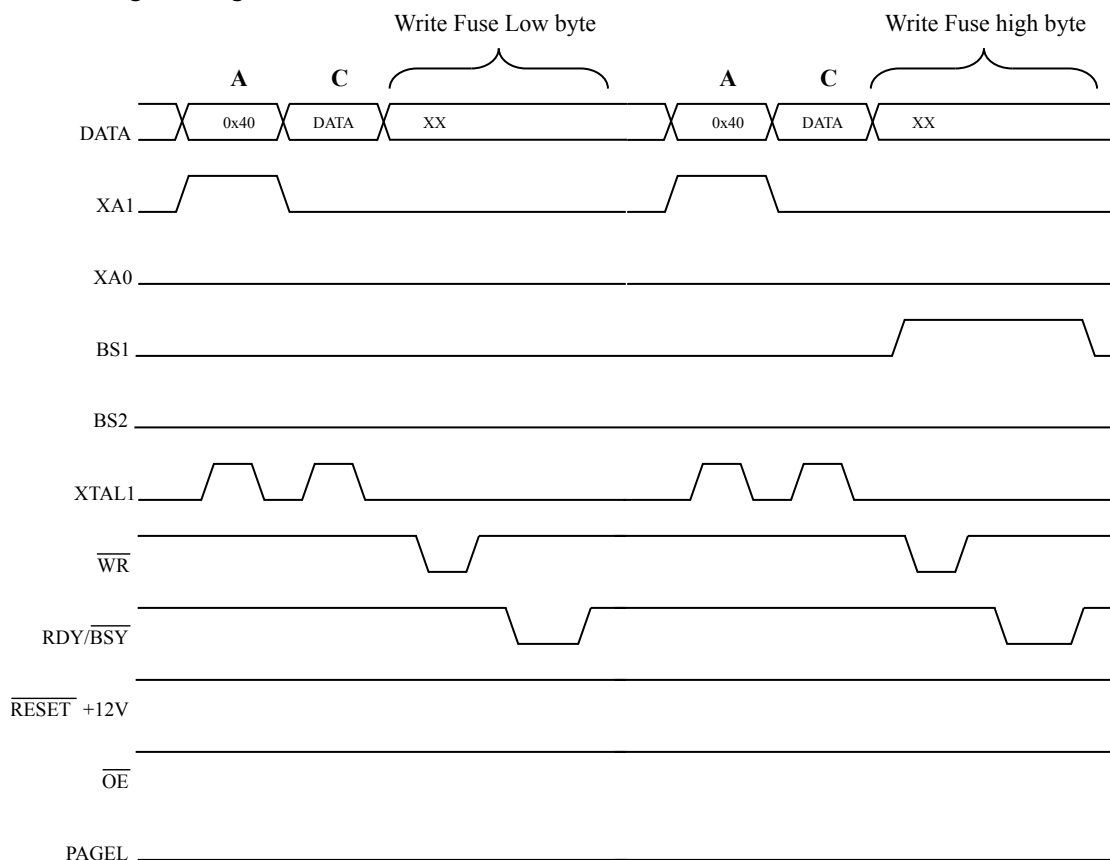 Write Fuse Low byte Write Fuse high byte
A C A C
DATA 0x40 DATA XX 0x40 DATA XX
XA1
XA0
BS1
BS2
XTAL1
WR
RDY/BSY
RESET +12V
OE
PAGEL